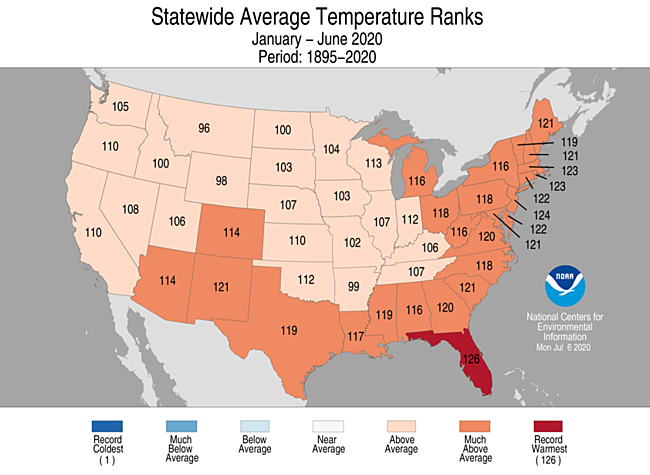 Statewide Average Temperature Ranks
January – June 2020
Period: 1895–2020
105
96
100
104
121
119
121
123
123
122
124
122
121
110
100
98
103
113
116
116
118
118
110
108
106
114
107
103
107
112
116
120
110
102
106
118
107
114
121
112
99
121
119
117
119
116
120
126
NOAA
National Centers for
Environmental
Information
Mon Jul 6 2020
Record
Coldest
( 1 )
Much
Below
Average
Below
Average
Near
Average
Above
Average
Much
Above
Average
Record
Warmest
( 126 )